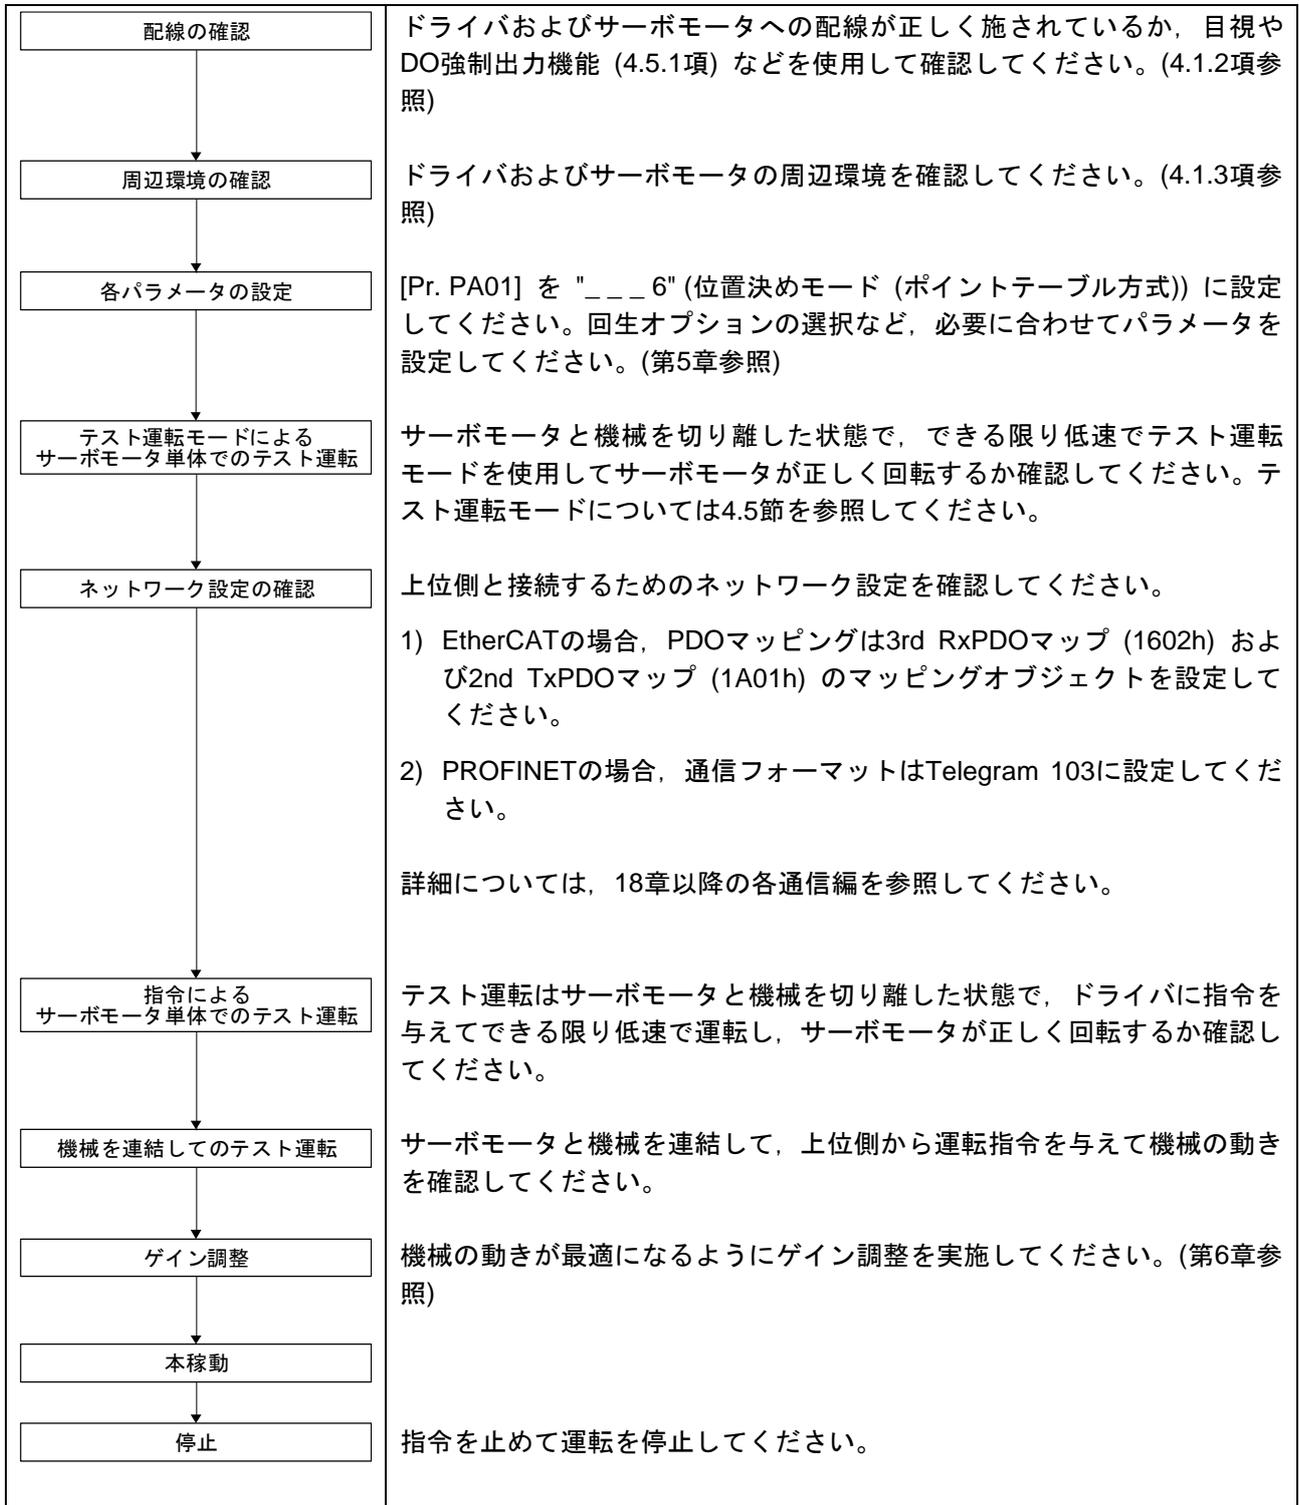 配線の確認
ドライバおよびサーボモータへの配線が正しく施されているか，目視や
DO強制出力機能 (4.5.1項) などを使用して確認してください。(4.1.2項参
照)
周辺環境の確認
ドライバおよびサーボモータの周辺環境を確認してください。(4.1.3項参
照)
各パラメータの設定
[Pr. PA01] を "_ _ _ 6" (位置決めモード (ポイントテーブル方式)) に設定
してください。回生オプションの選択など，必要に合わせてパラメータを
設定してください。(第5章参照)
テスト運転モードによる
サーボモータ単体でのテスト運転
サーボモータと機械を切り離した状態で，できる限り低速でテスト運転
モードを使用してサーボモータが正しく回転するか確認してください。テ
スト運転モードについては4.5節を参照してください。
ネットワーク設定の確認
上位側と接続するためのネットワーク設定を確認してください。
1) EtherCATの場合，PDOマッピングは3rd RxPDOマップ (1602h) およ
び2nd TxPDOマップ (1A01h) のマッピングオブジェクトを設定して
ください。
2) PROFINETの場合，通信フォーマットはTelegram 103に設定してくだ
さい。
詳細については，18章以降の各通信編を参照してください。
指令による
サーボモータ単体でのテスト運転
テスト運転はサーボモータと機械を切り離した状態で，ドライバに指令を
与えてできる限り低速で運転し，サーボモータが正しく回転するか確認し
てください。
機械を連結してのテスト運転
サーボモータと機械を連結して，上位側から運転指令を与えて機械の動き
を確認してください。
ゲイン調整
機械の動きが最適になるようにゲイン調整を実施してください。(第6章参
照)
本稼動
停止
指令を止めて運転を停止してください。